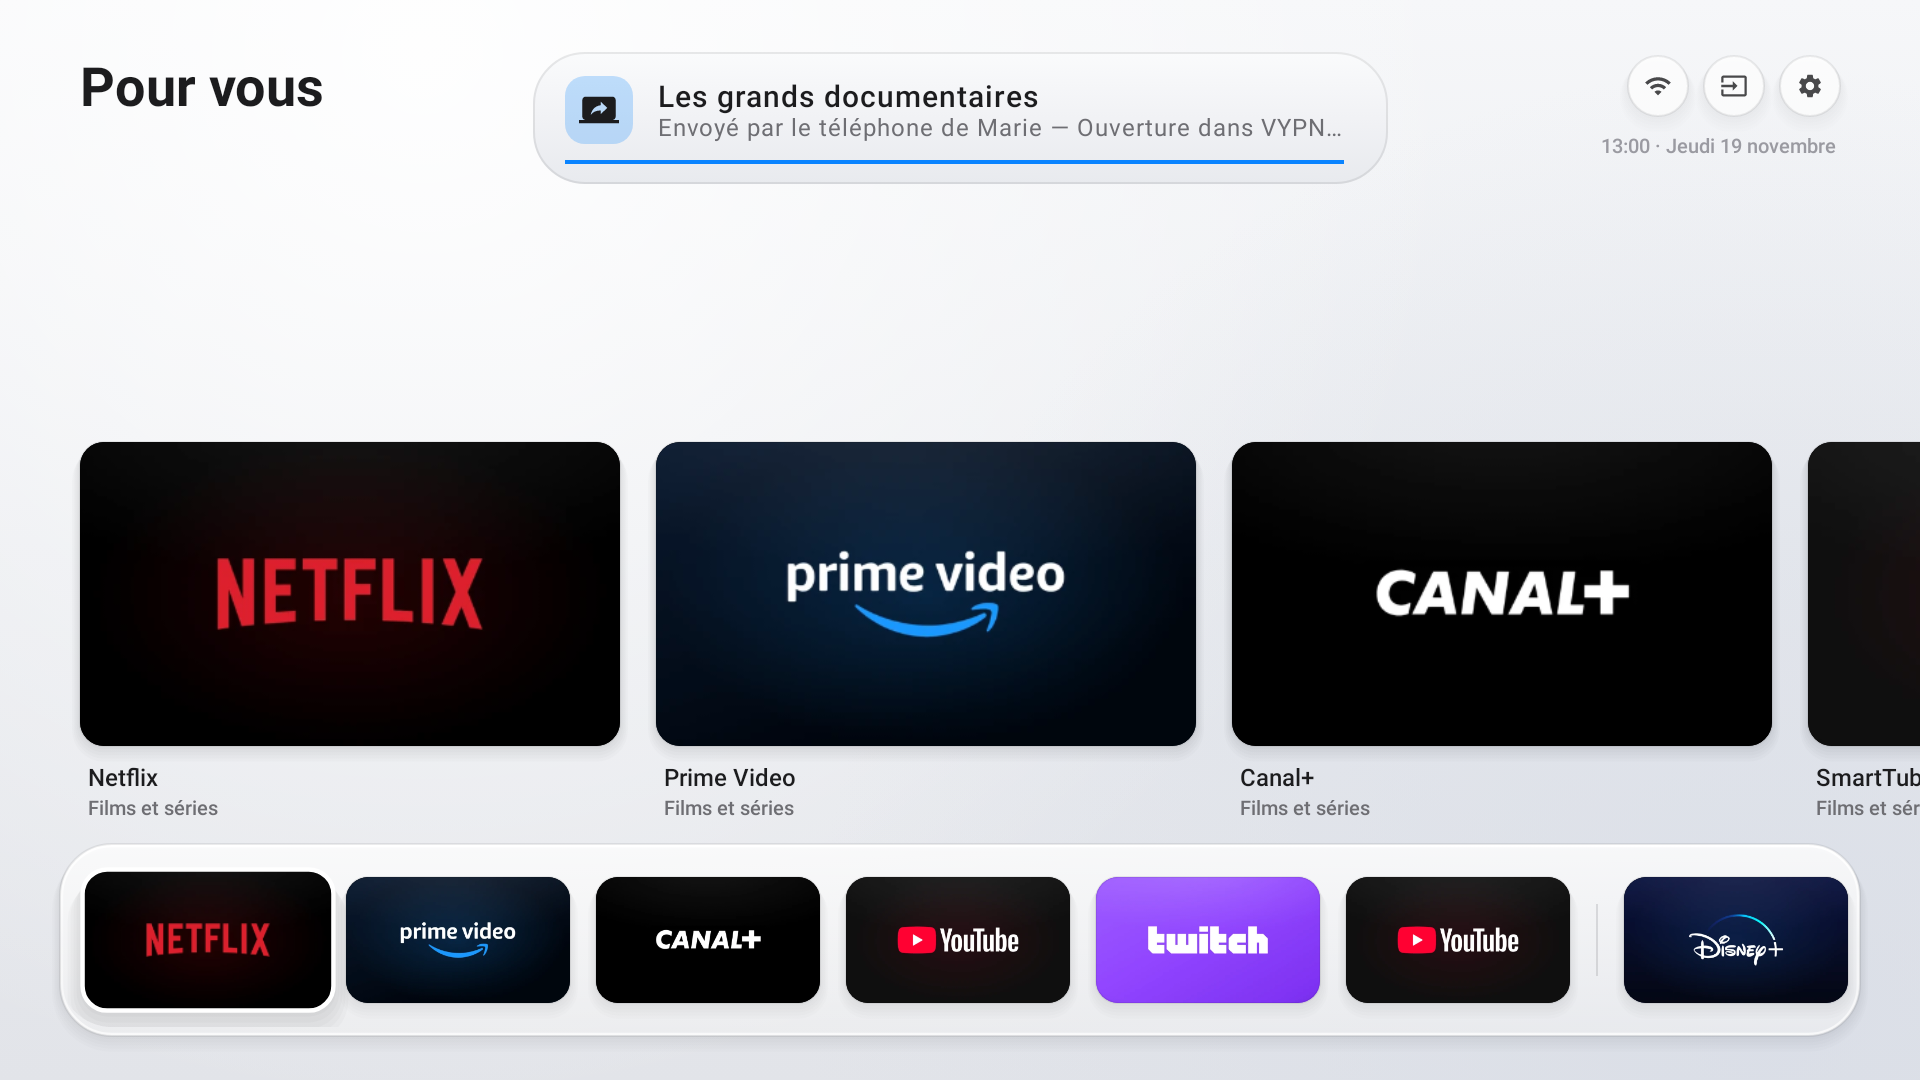 Pour vous
Les grands documentaires
Envoyé par le téléphone de Marie — Ouverture dans VYPN…
13:00 · Jeudi 19 novembre
NETFLIX
prime video
CANAL+
Netflix
Films et séries
Prime Video
Films et séries
Canal+
Films et séries
SmartTub
Films et sér
NETFLIX
prime video
CANAL+
YouTube
twitch
YouTube
Disney+